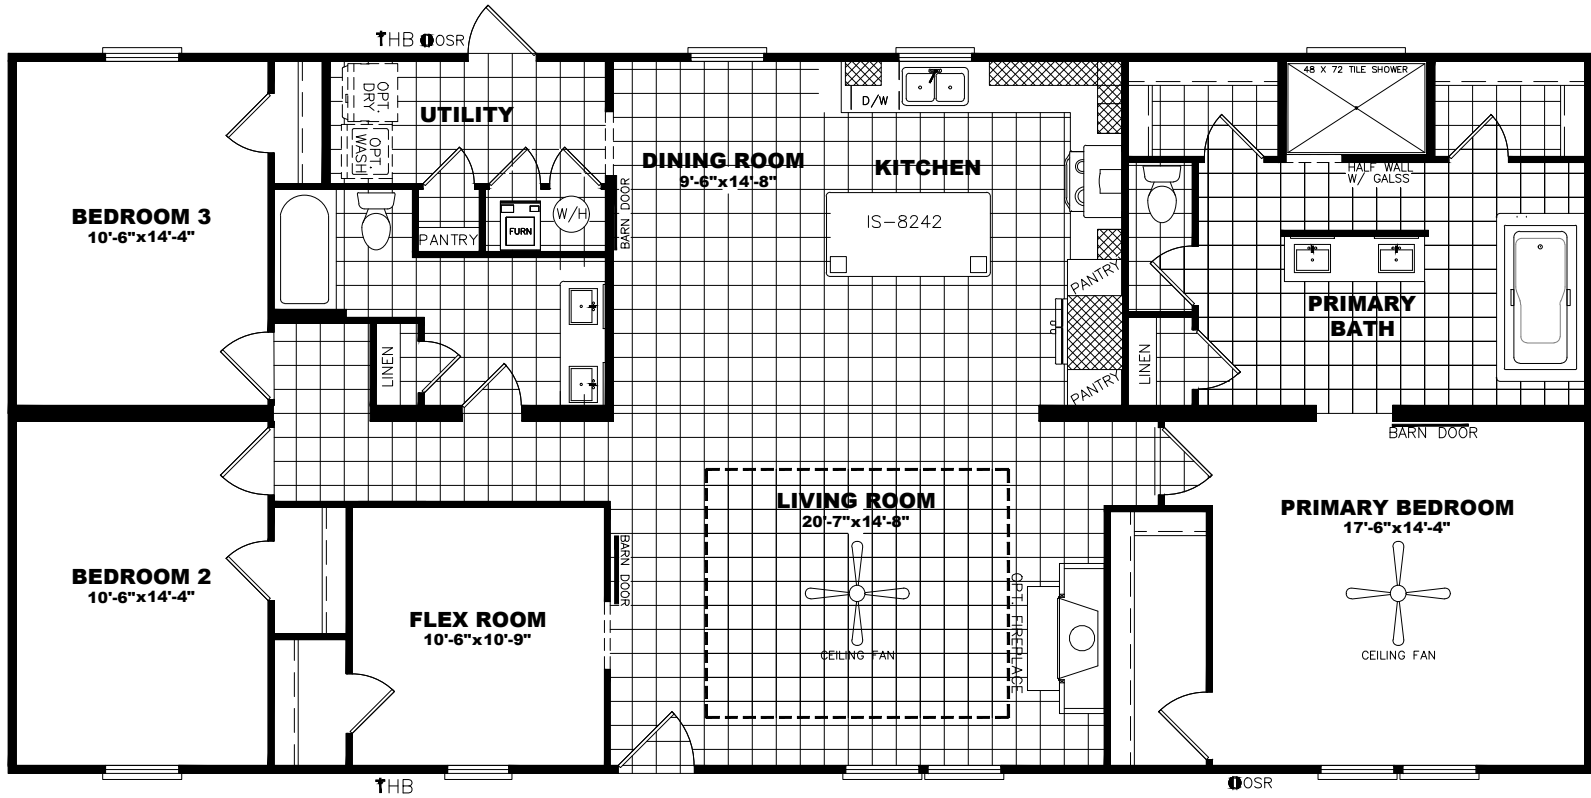 THB OSR
OPT. DRY
OPT. WASH
UTILITY
D/W
48 X 72 TILE SHOWER
DINING ROOM
9'-6"x14'-8"
KITCHEN
HALF WALL
W/ GALSS
BEDROOM 3
10'-6"x14'-4"
PANTRY
FURN
W/H
BARN DOOR
IS-8242
PANTRY
PRIMARY
BATH
LINEN
PANTRY
LINEN
BARN DOOR
LIVING ROOM
20'-7"x14'-8"
PRIMARY BEDROOM
17'-6"x14'-4"
BEDROOM 2
10'-6"x14'-4"
BARN DOOR
FLEX ROOM
10'-6"x10'-9"
OPT. FIREPLACE
CEILING FAN
CEILING FAN
THB
OSR